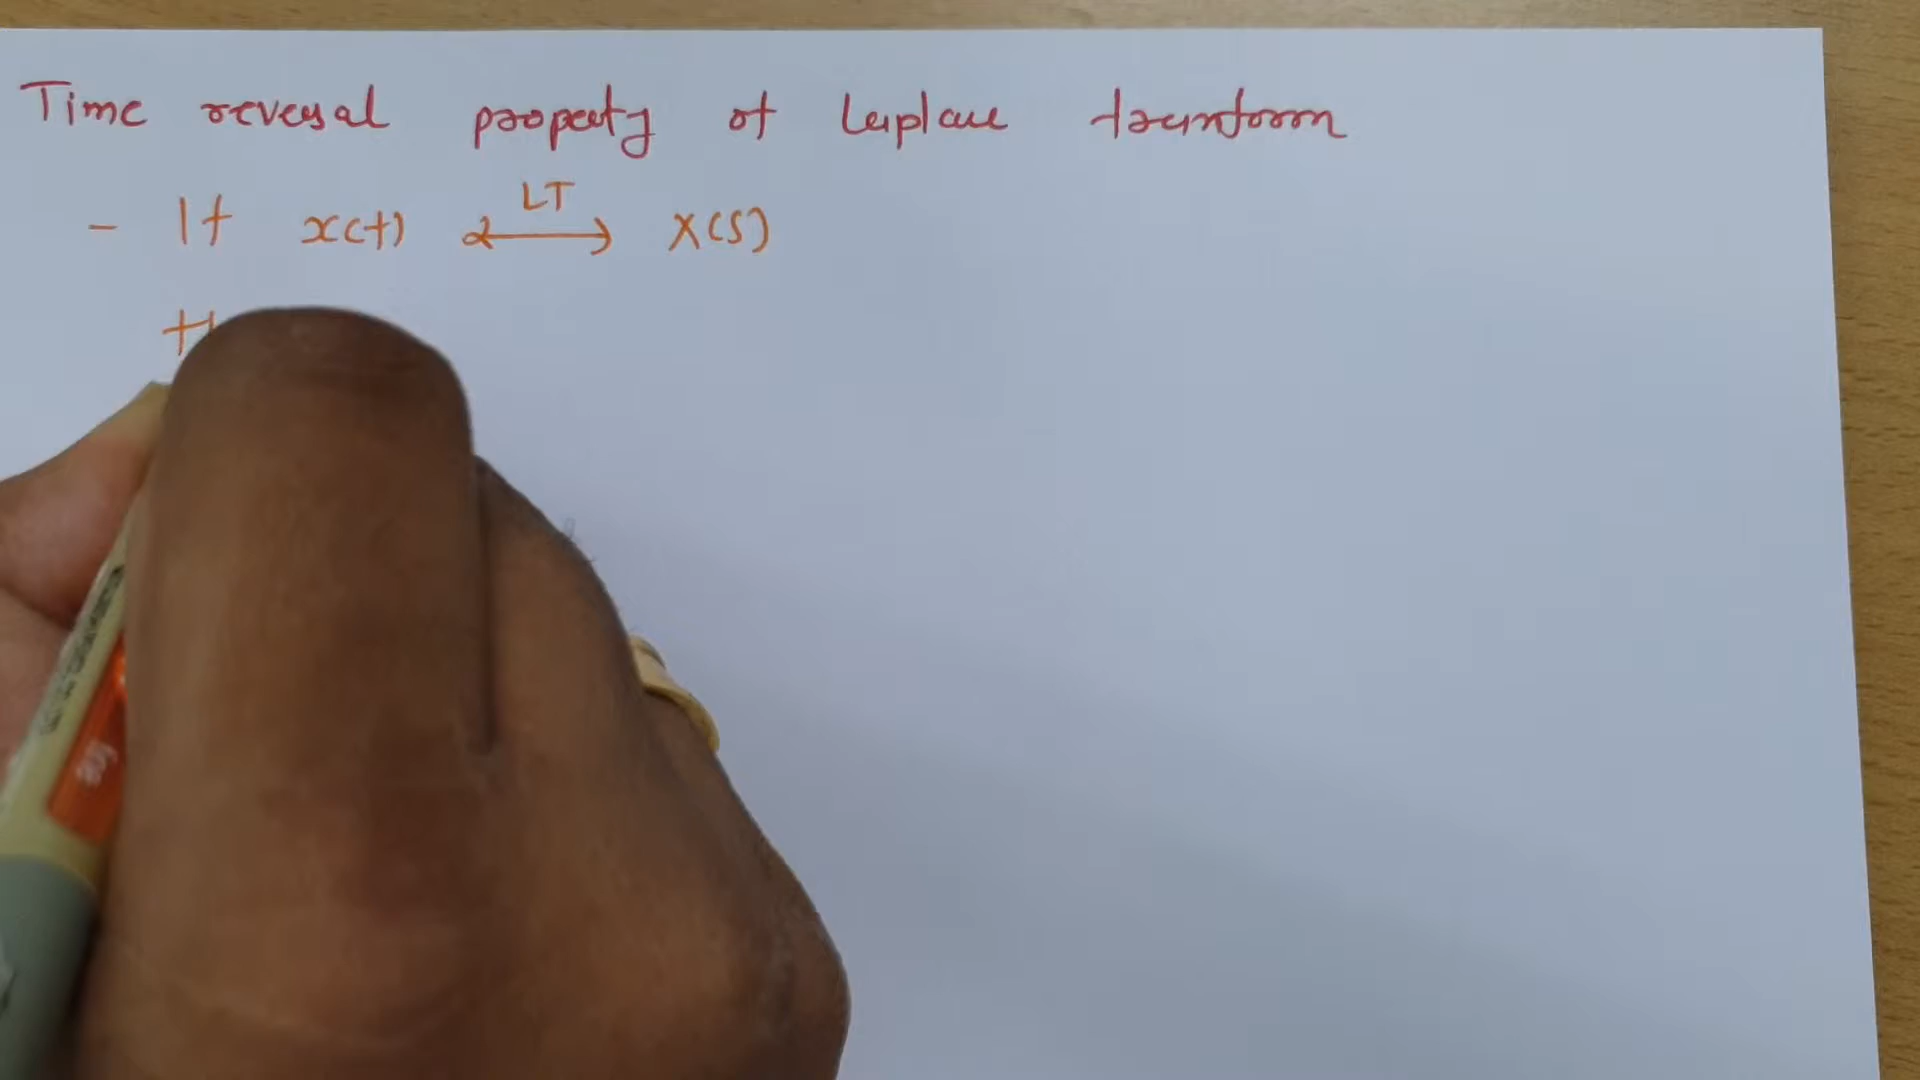 Time reversal property of Laplace transform
- If x(t) LT ⟷ X(s)